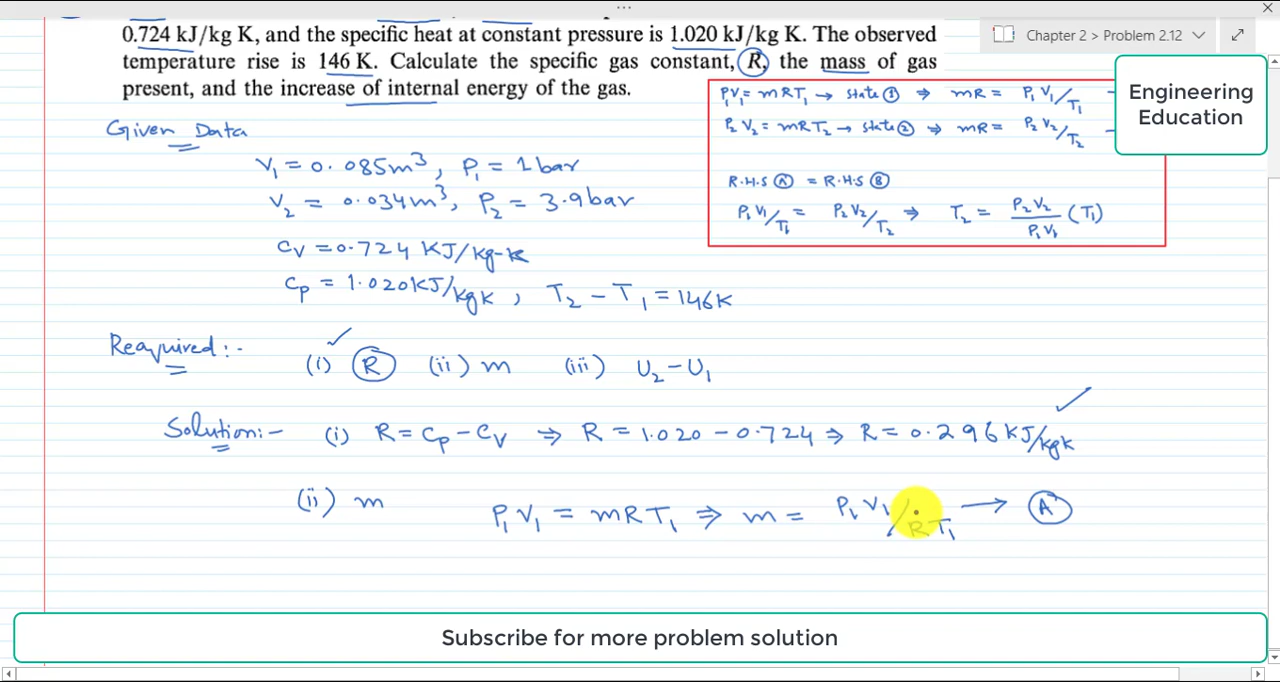 0.724 kJ/kg K, and the specific heat at constant pressure is 1.020 kJ/kg K. The observed
temperature rise is 146 K. Calculate the specific gas constant, R, the mass of gas
present, and the increase of internal energy of the gas.
Chapter 2 > Problem 2.12
Engineering
Education
P₁V₁ = mRT₁ → state ① ⇒ mR = P₁V₁/T₁
P₂V₂ = mRT₂ → state ② ⇒ mR = P₂V₂/T₂
R.H.S Ⓐ = R.H.S Ⓑ
P₁V₁/T₁ = P₂V₂/T₂ ⇒ T₂ = P₂V₂/P₁V₁ (T₁)
Given Data
V₁ = 0.085m³, P₁ = 1 bar
V₂ = 0.034m³, P₂ = 3.9bar
Cv = 0.724 KJ/kg-K
Cp = 1.020KJ/kgK, T₂ - T₁ = 146K
Reaquired:-
(i) R (ii) m (iii) U₂ - U₁
Solution:- (i) R = Cp - Cv ⇒ R = 1.020 - 0.724 ⇒ R = 0.296KJ/kgK
(ii) m P₁V₁ = mRT₁ ⇒ m = P₁V₁/RT₁ → Ⓐ
Subscribe for more problem solution